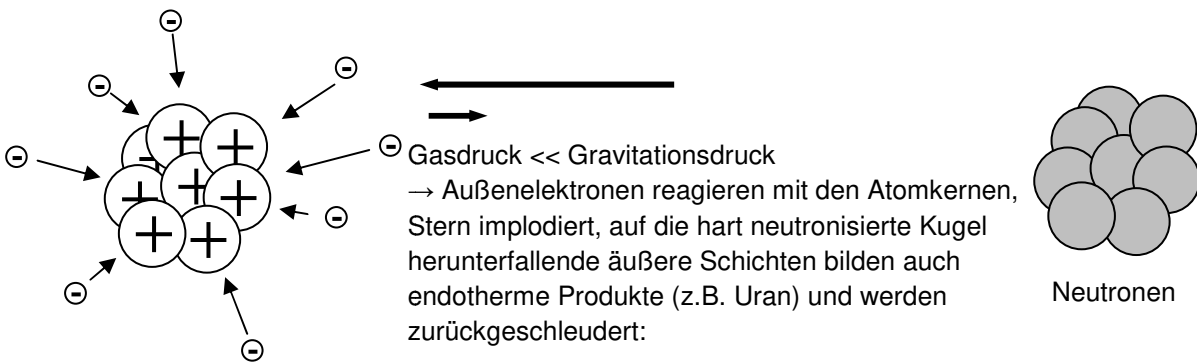 Gasdruck << Gravitationsdruck
→ Außenelektronen reagieren mit den Atomkernen,
Stern implodiert, auf die hart neutronisierte Kugel
herunterfallende äußere Schichten bilden auch
endotherme Produkte (z.B. Uran) und werden
zurückgeschleudert:
Neutronen